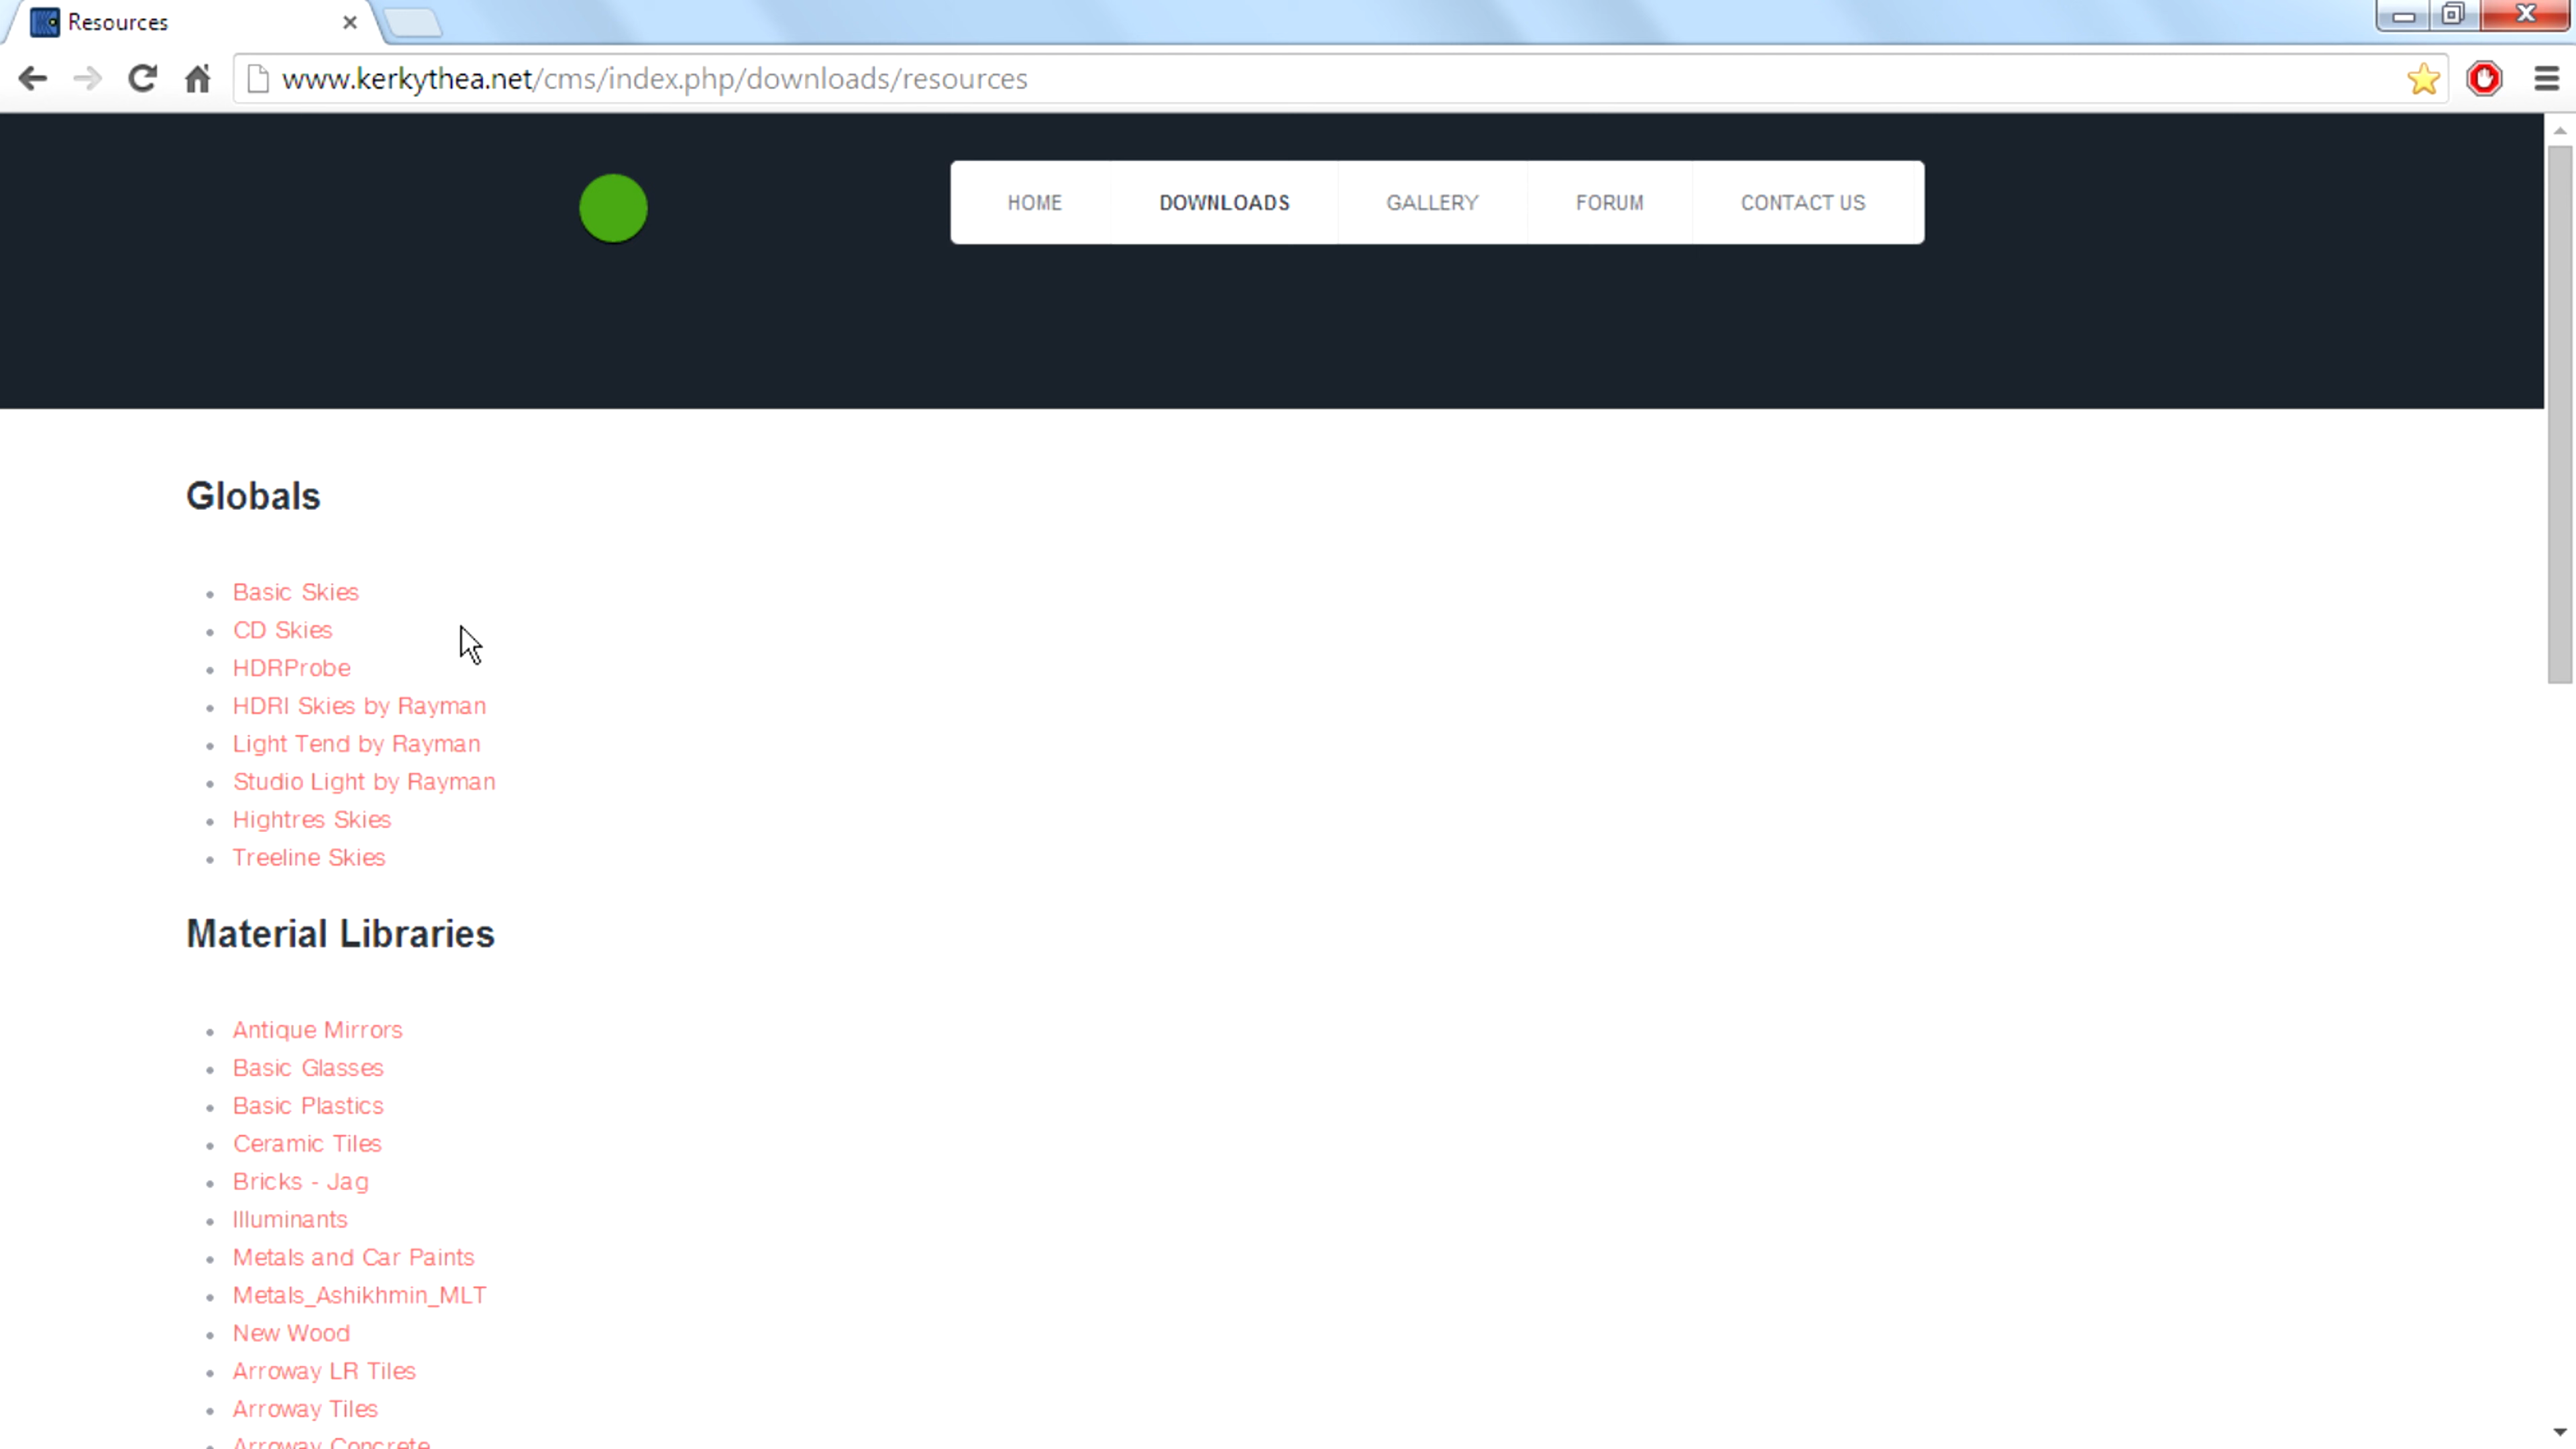 Resources
www.kerkythea.net/cms/index.php/downloads/resources
HOME DOWNLOADS GALLERY FORUM CONTACT US
Globals
Basic Skies
CD Skies
HDRProbe
HDRI Skies by Rayman
Light Tend by Rayman
Studio Light by Rayman
Hightres Skies
Treeline Skies
Material Libraries
Antique Mirrors
Basic Glasses
Basic Plastics
Ceramic Tiles
Bricks - Jag
Illuminants
Metals and Car Paints
Metals_Ashikhmin_MLT
New Wood
Arroway LR Tiles
Arroway Tiles
Arroway Concrete